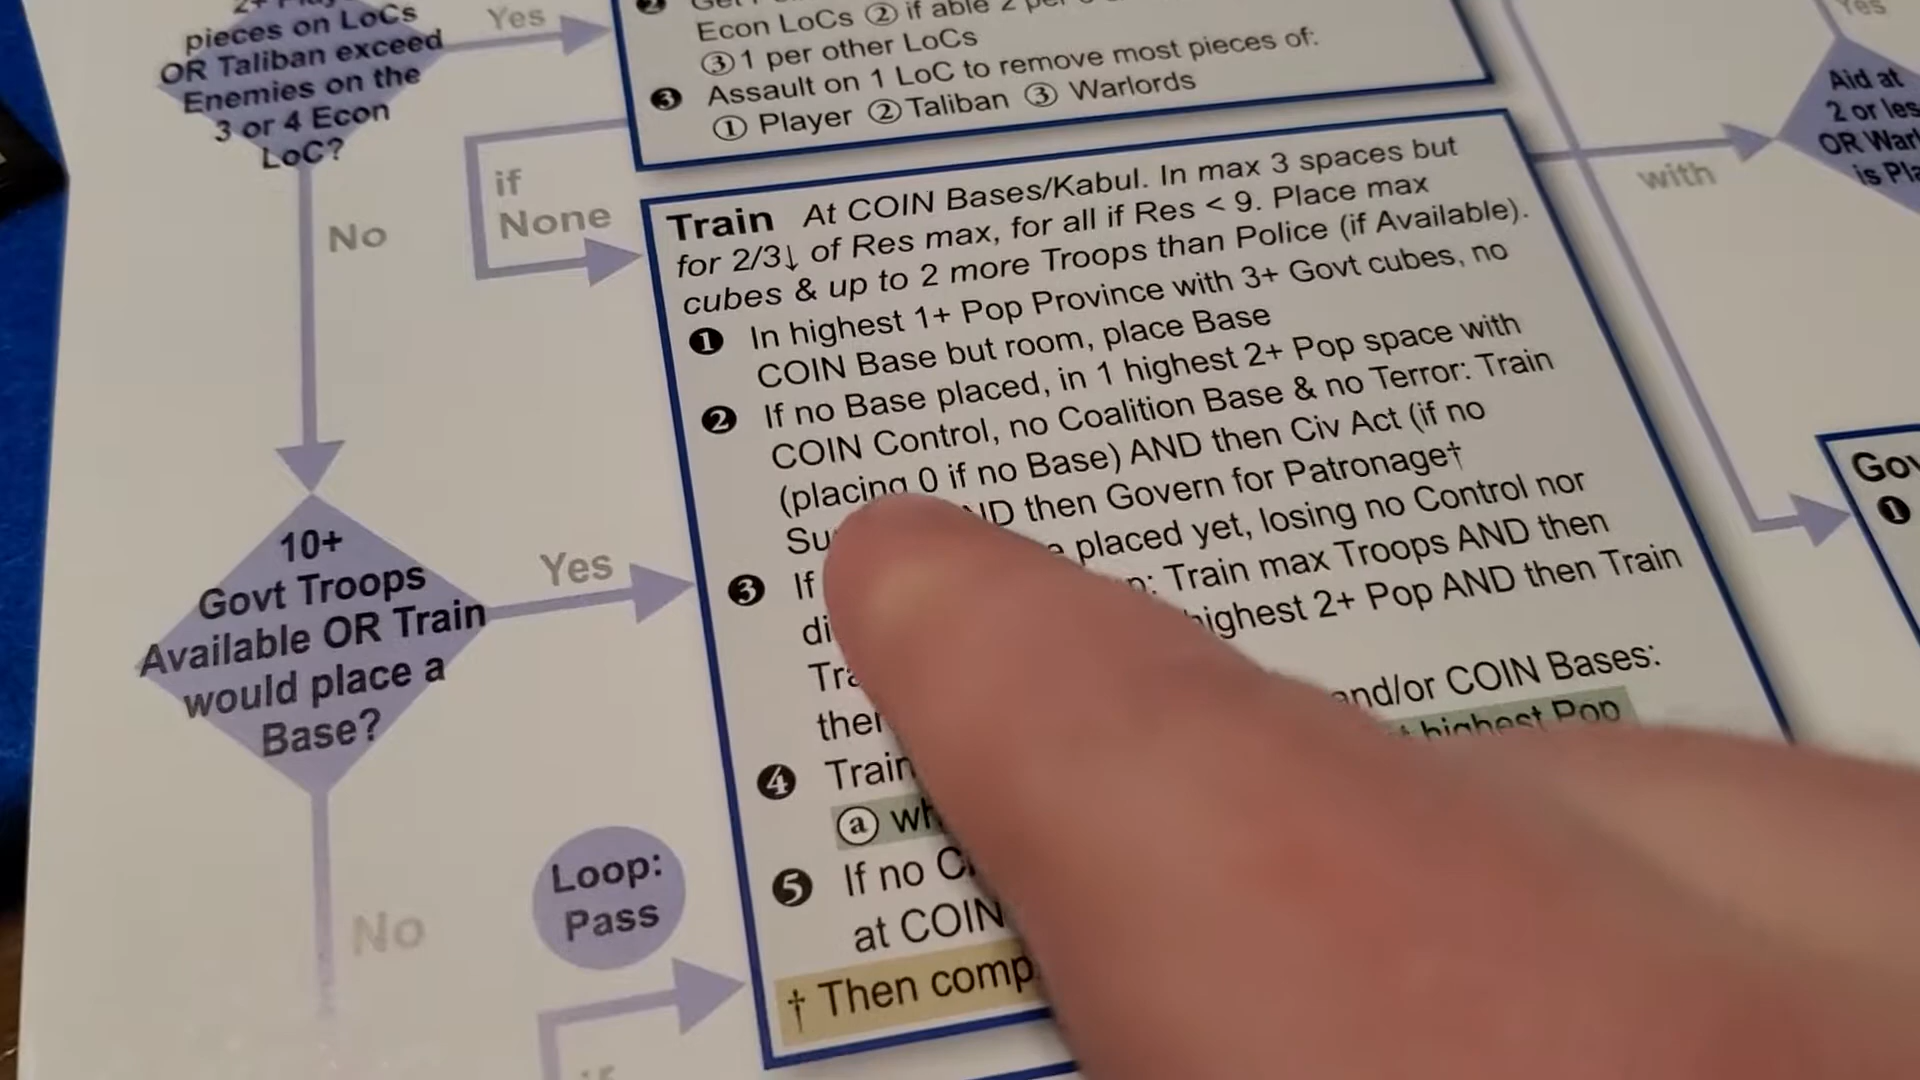 pieces on LoCs
OR Taliban exceed
Enemies on the
3 or 4 Econ
LoC?
Yes
No
if
None
10+
Govt Troops
Available OR Train
would place a
Base?
Yes
No
Loop:
Pass
if
Econ LoCs ② if able 2 per
③ 1 per other LoCs
❸ Assault on 1 LoC to remove most pieces of:
① Player ② Taliban ③ Warlords
Train At COIN Bases/Kabul. In max 3 spaces but
for 2/3↓ of Res max, for all if Res < 9. Place max
cubes & up to 2 more Troops than Police (if Available).
❶ In highest 1+ Pop Province with 3+ Govt cubes, no
COIN Base but room, place Base
❷ If no Base placed, in 1 highest 2+ Pop space with
COIN Control, no Coalition Base & no Terror: Train
(placing 0 if no Base) AND then Civ Act (if no
then Govern for Patronage†
❸ If placed yet, losing no Control nor
Train max Troops AND then
highest 2+ Pop AND then Train
and/or COIN Bases:
❹ Train highest Pop
ⓐ
❺ If no
at COIN
† Then
Yes
Aid at
2 or
OR
is
with
❶